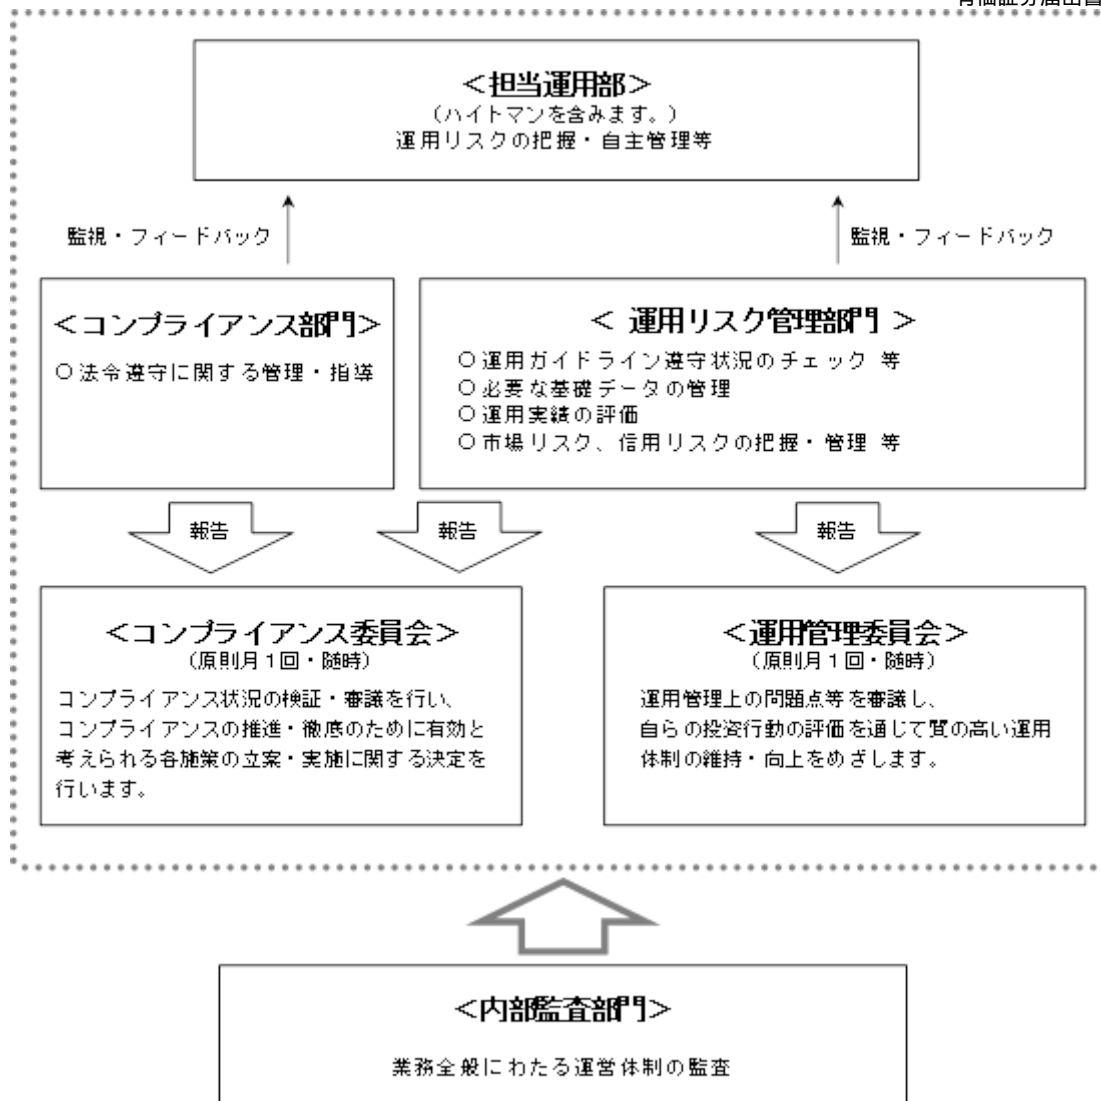 有価証券届出書
＜担当運用部＞
（ハイトマンを含みます。）
運用リスクの把握・自主管理等
監視・フィードバック
監視・フィードバック
＜コンプライアンス部門＞
○法令遵守に関する管理・指導
＜ 運用リスク管理部門 ＞
○運用ガイドライン遵守状況のチェック 等
○必要な基礎データの管理
○運用実績の評価
○市場リスク、信用リスクの把握・管理 等
報告
報告
報告
＜コンプライアンス委員会＞
（原則月１回・随時）
コンプライアンス状況の検証・審議を行い、
コンプライアンスの推進・徹底のために有効と
考えられる各施策の立案・実施に関する決定を
行います。
＜運用管理委員会＞
（原則月１回・随時）
運用管理上の問題点等を審議し、
自らの投資行動の評価を通じて質の高い運用
体制の維持・向上をめざします。
＜内部監査部門＞
業務全般にわたる運営体制の監査